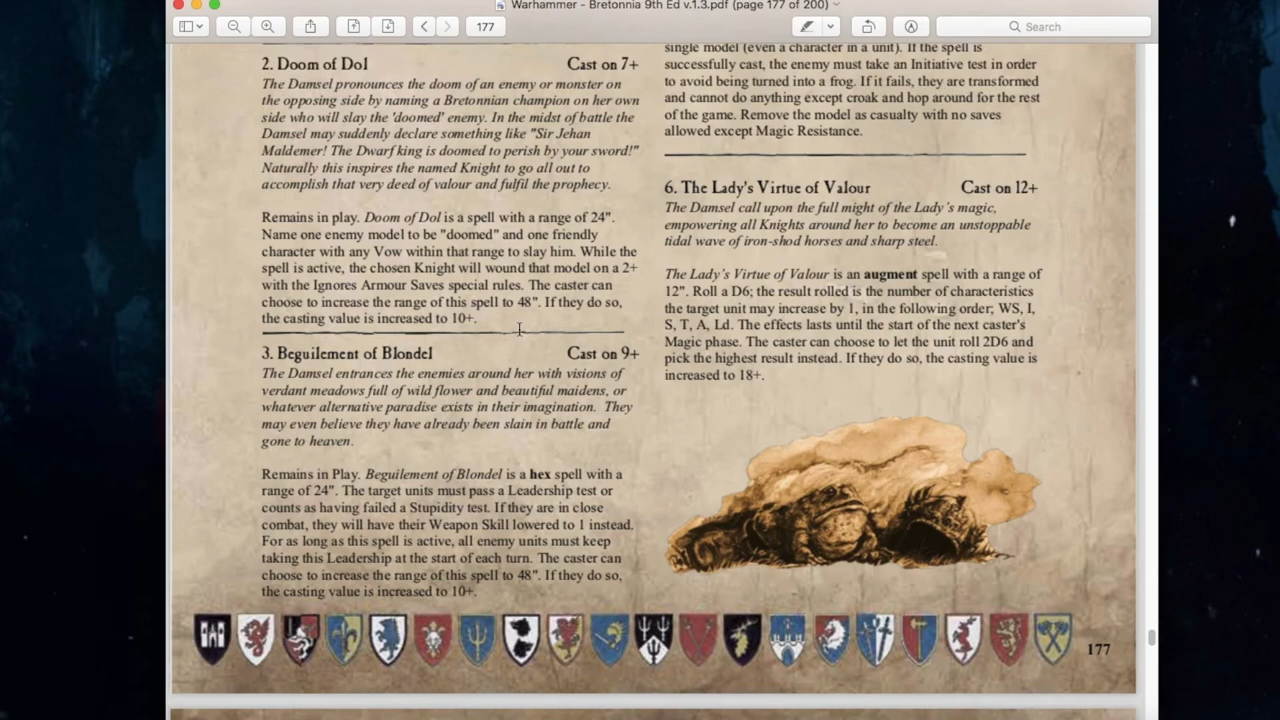 Warhammer - Bretonnia 9th Ed v.1.3.pdf (page 177 of 200)
177
Search
2. Doom of Dol Cast on 7+
The Damsel pronounces the doom of an enemy or monster on
the opposing side by naming a Bretonnian champion on her own
side who will slay the 'doomed' enemy. In the midst of battle the
Damsel may suddenly declare something like "Sir Jehan
Maldemer! The Dwarf king is doomed to perish by your sword!"
Naturally this inspires the named Knight to go all out to
accomplish that very deed of valour and fulfil the prophecy.
Remains in play. Doom of Dol is a spell with a range of 24".
Name one enemy model to be "doomed" and one friendly
character with any Vow within that range to slay him. While the
spell is active, the chosen Knight will wound that model on a 2+
with the Ignores Armour Saves special rules. The caster can
choose to increase the range of this spell to 48". If they do so,
the casting value is increased to 10+.
3. Beguilement of Blondel Cast on 9+
The Damsel entrances the enemies around her with visions of
verdant meadows full of wild flower and beautiful maidens, or
whatever alternative paradise exists in their imagination. They
may even believe they have already been slain in battle and
gone to heaven.
Remains in Play. Beguilement of Blondel is a hex spell with a
range of 24". The target units must pass a Leadership test or
counts as having failed a Stupidity test. If they are in close
combat, they will have their Weapon Skill lowered to 1 instead.
For as long as this spell is active, all enemy units must keep
taking this Leadership at the start of each turn. The caster can
choose to increase the range of this spell to 48". If they do so,
the casting value is increased to 10+.
single model (even a character in a unit). If the spell is
successfully cast, the enemy must take an Initiative test in order
to avoid being turned into a frog. If it fails, they are transformed
and cannot do anything except croak and hop around for the rest
of the game. Remove the model as casualty with no saves
allowed except Magic Resistance.
6. The Lady's Virtue of Valour Cast on 12+
The Damsel call upon the full might of the Lady's magic,
empowering all Knights around her to become an unstoppable
tidal wave of iron-shod horses and sharp steel.
The Lady's Virtue of Valour is an augment spell with a range of
12". Roll a D6; the result rolled is the number of characteristics
the target unit may increase by 1, in the following order; WS, I,
S, T, A, Ld. The effects lasts until the start of the next caster's
Magic phase. The caster can choose to let the unit roll 2D6 and
pick the highest result instead. If they do so, the casting value is
increased to 18+.
177